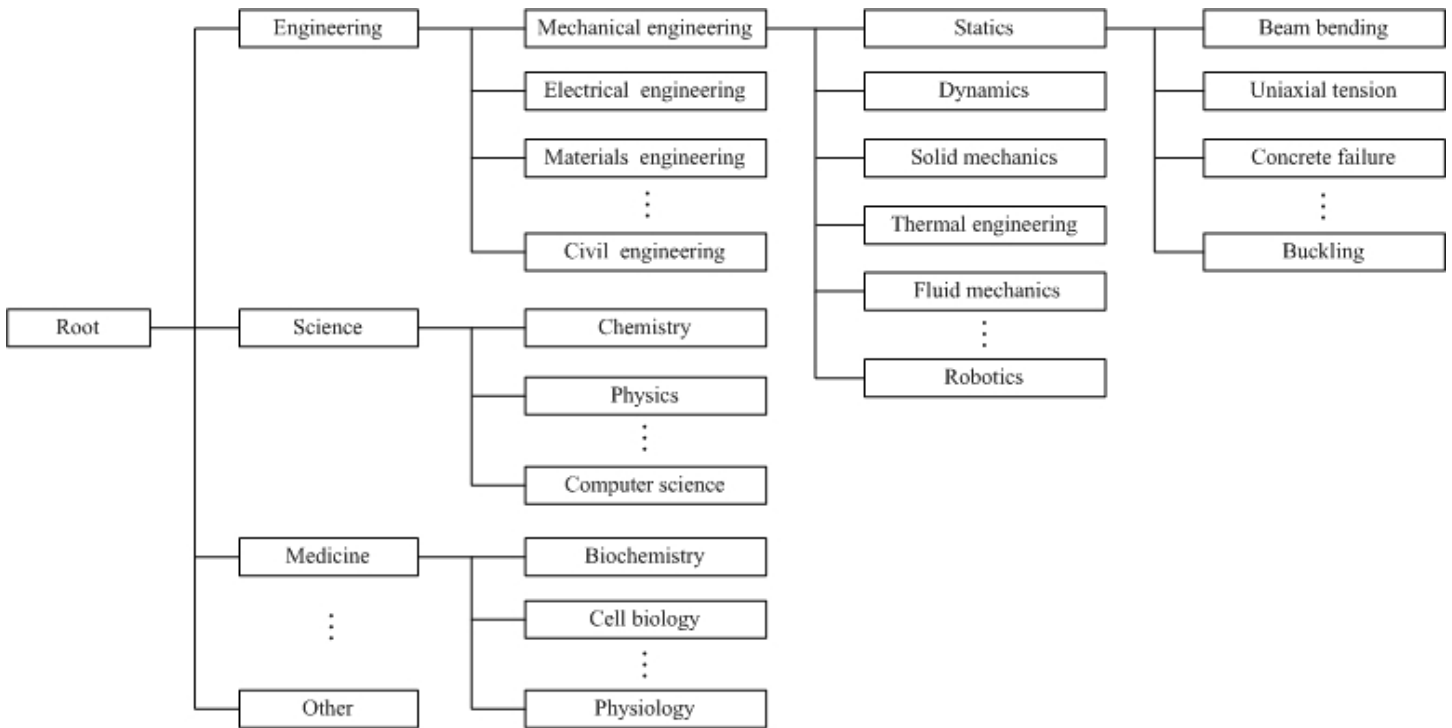 Engineering
Mechanical engineering
Statics
Beam bending
Electrical engineering
Dynamics
Uniaxial tension
Materials engineering
Solid mechanics
Concrete failure
Thermal engineering
Civil engineering
Buckling
Fluid mechanics
Root
Science
Chemistry
Robotics
Physics
Computer science
Medicine
Biochemistry
Cell biology
Other
Physiology